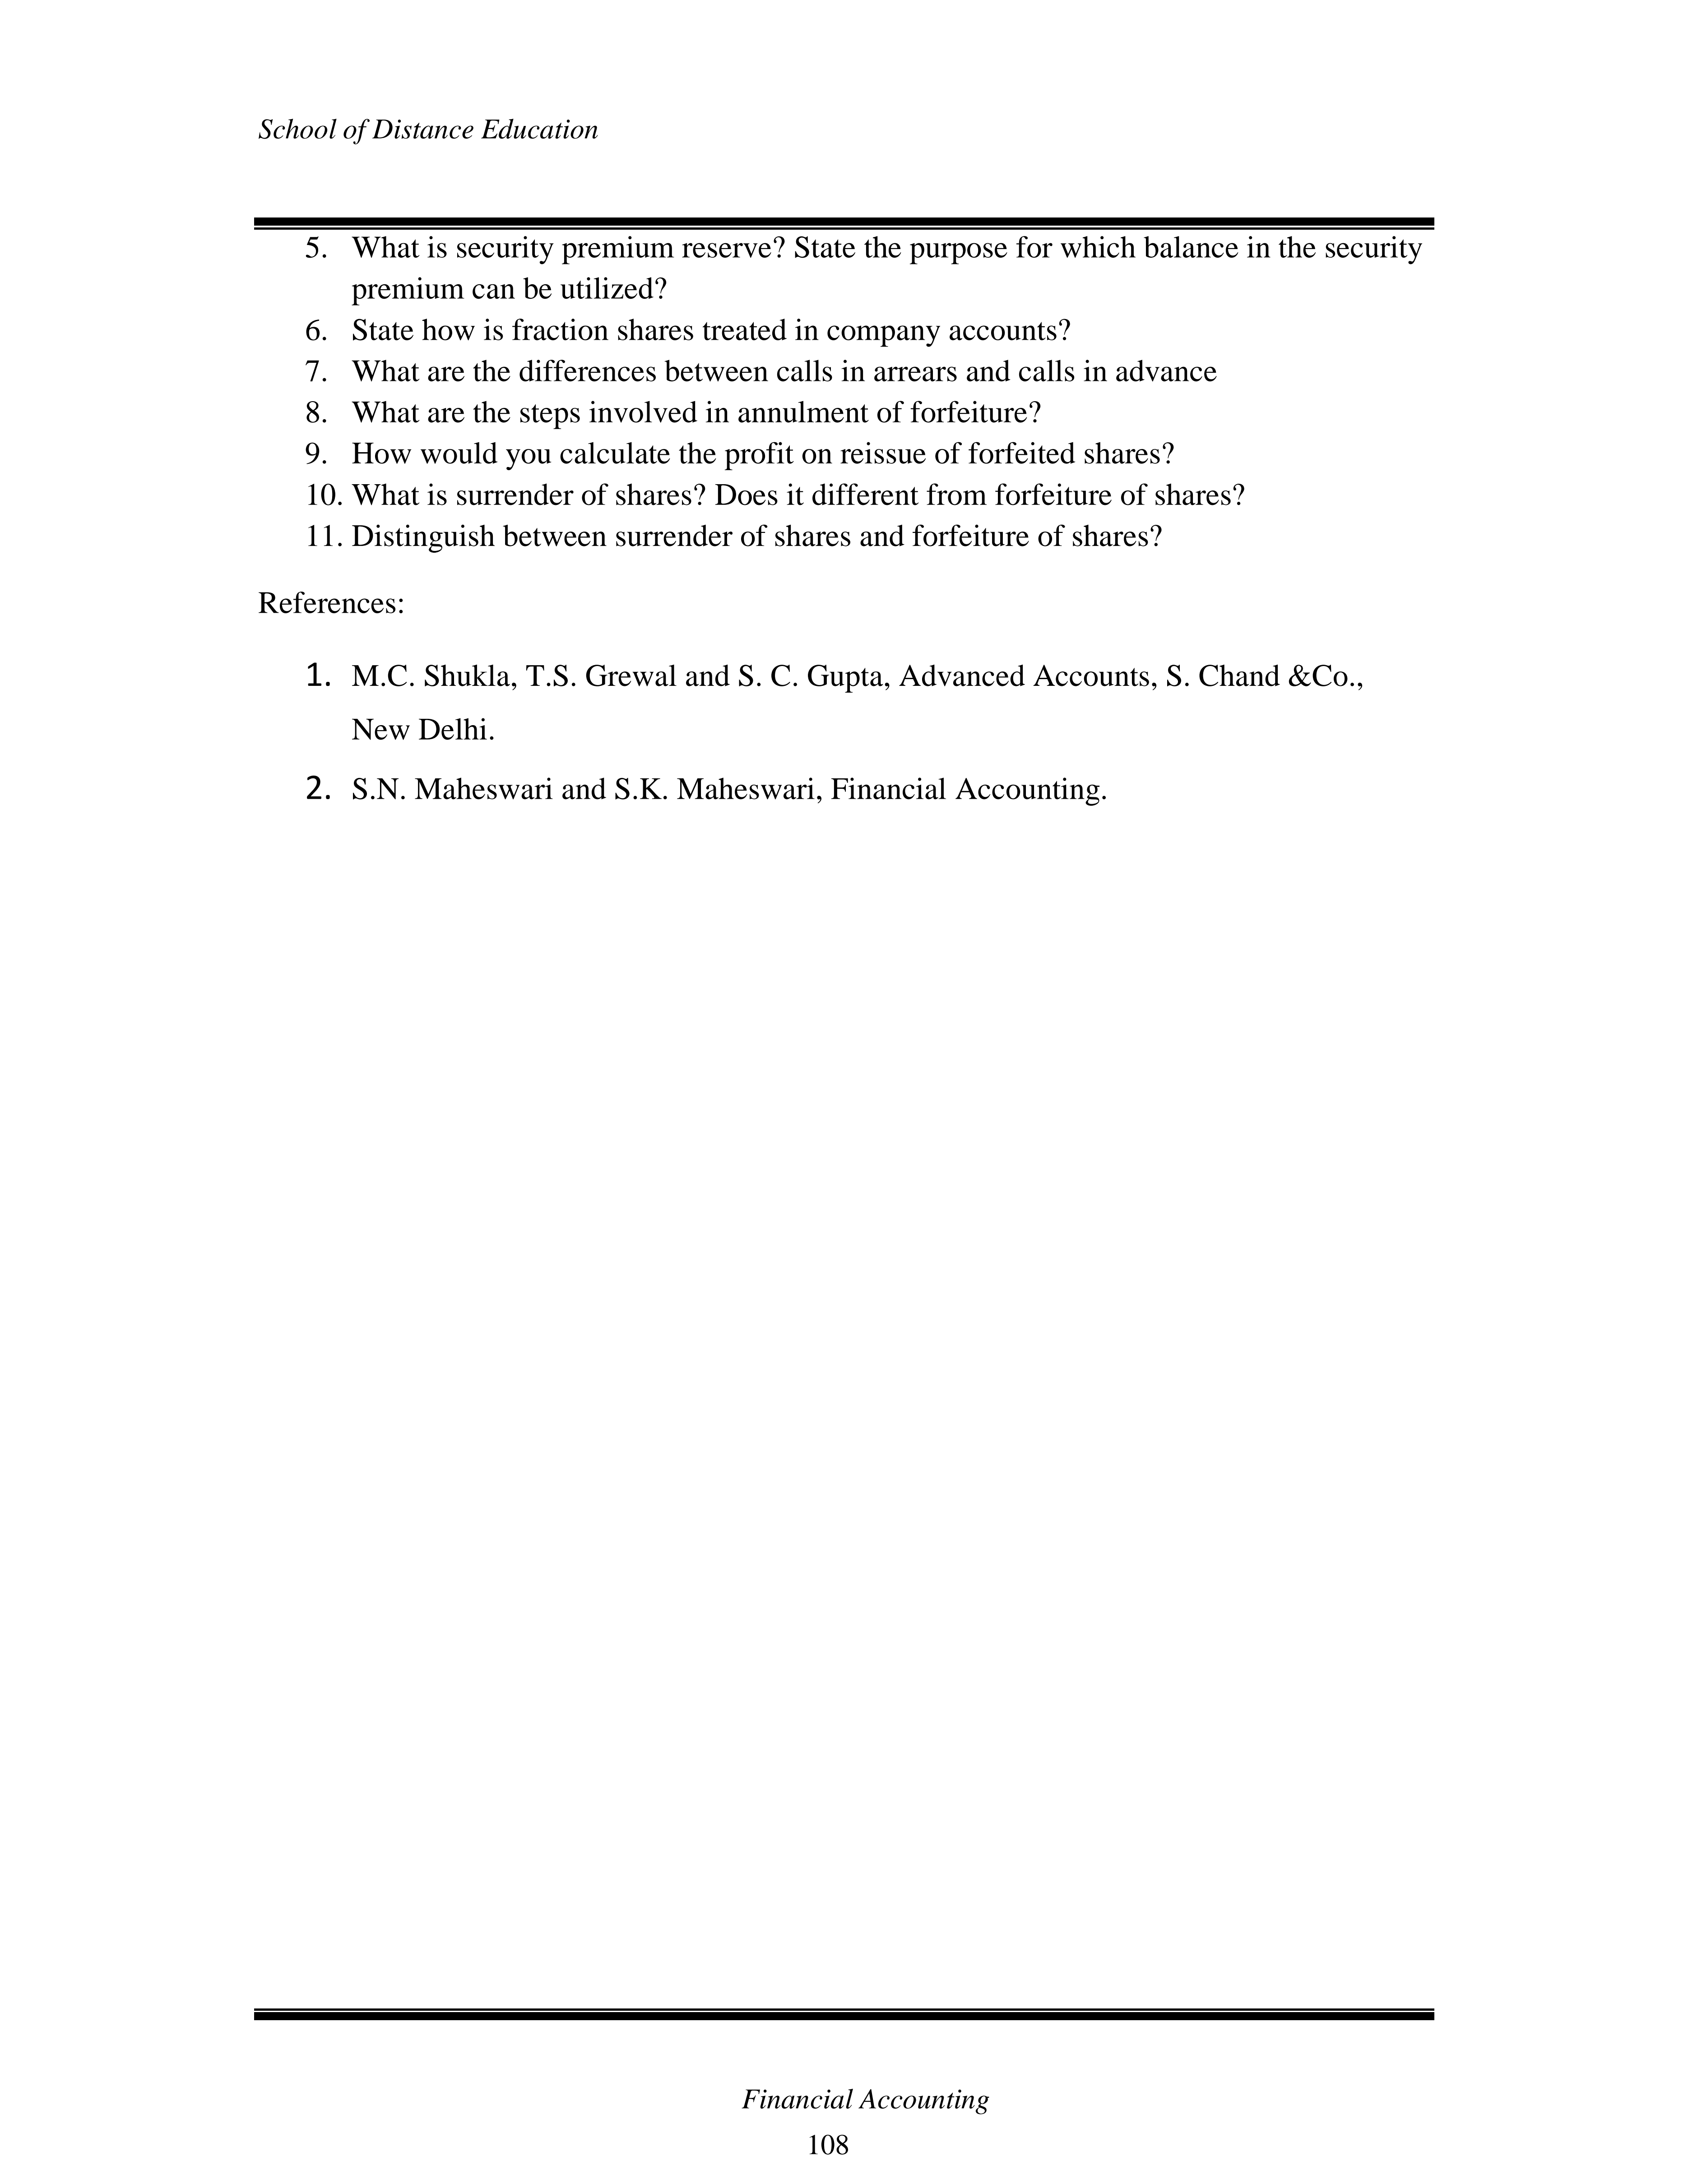 School of Distance Education
5. What is security premium reserve? State the purpose for which balance in the security
premium can be utilized?
6. State how is fraction shares treated in company accounts?
7. What are the differences between calls in arrears and calls in advance
8. What are the steps involved in annulment of forfeiture?
9. How would you calculate the profit on reissue of forfeited shares?
10. What is surrender of shares? Does it different from forfeiture of shares?
11. Distinguish between surrender of shares and forfeiture of shares?
References:
1. M.C. Shukla, T.S. Grewal and S. C. Gupta, Advanced Accounts, S. Chand &Co.,
New Delhi.
2. S.N. Maheswari and S.K. Maheswari, Financial Accounting.
Financial Accounting
108